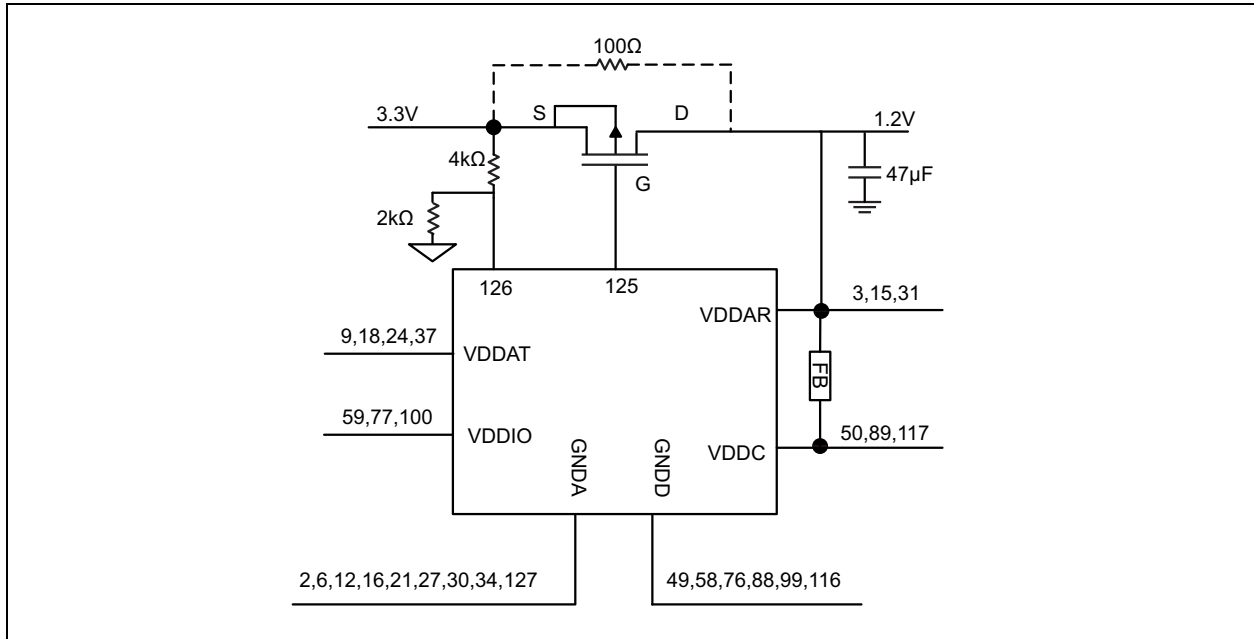 100Ω
3.3V
S
D
1.2V
4kΩ
G
47µF
2kΩ
126
125
VDDAR
3,15,31
9,18,24,37
VDDAT
FB
59,77,100
VDDIO
GNDA
GNDD
VDDC
50,89,117
2,6,12,16,21,27,30,34,127
49,58,76,88,99,116